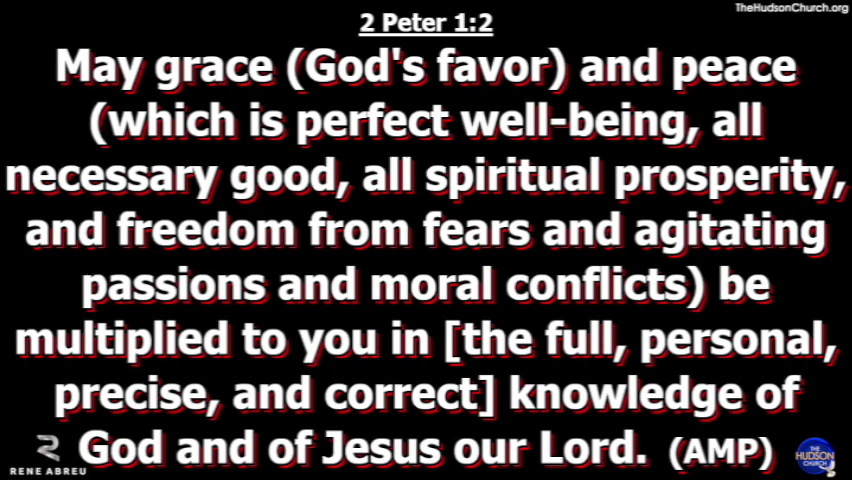 TheHudsonChurch.org
2 Peter 1:2
May grace (God's favor) and peace
(which is perfect well-being, all
necessary good, all spiritual prosperity,
and freedom from fears and agitating
passions and moral conflicts) be
multiplied to you in [the full, personal,
precise, and correct] knowledge of
God and of Jesus our Lord. (AMP)
RENE ABREU
THE
HUDSON
CHURCH